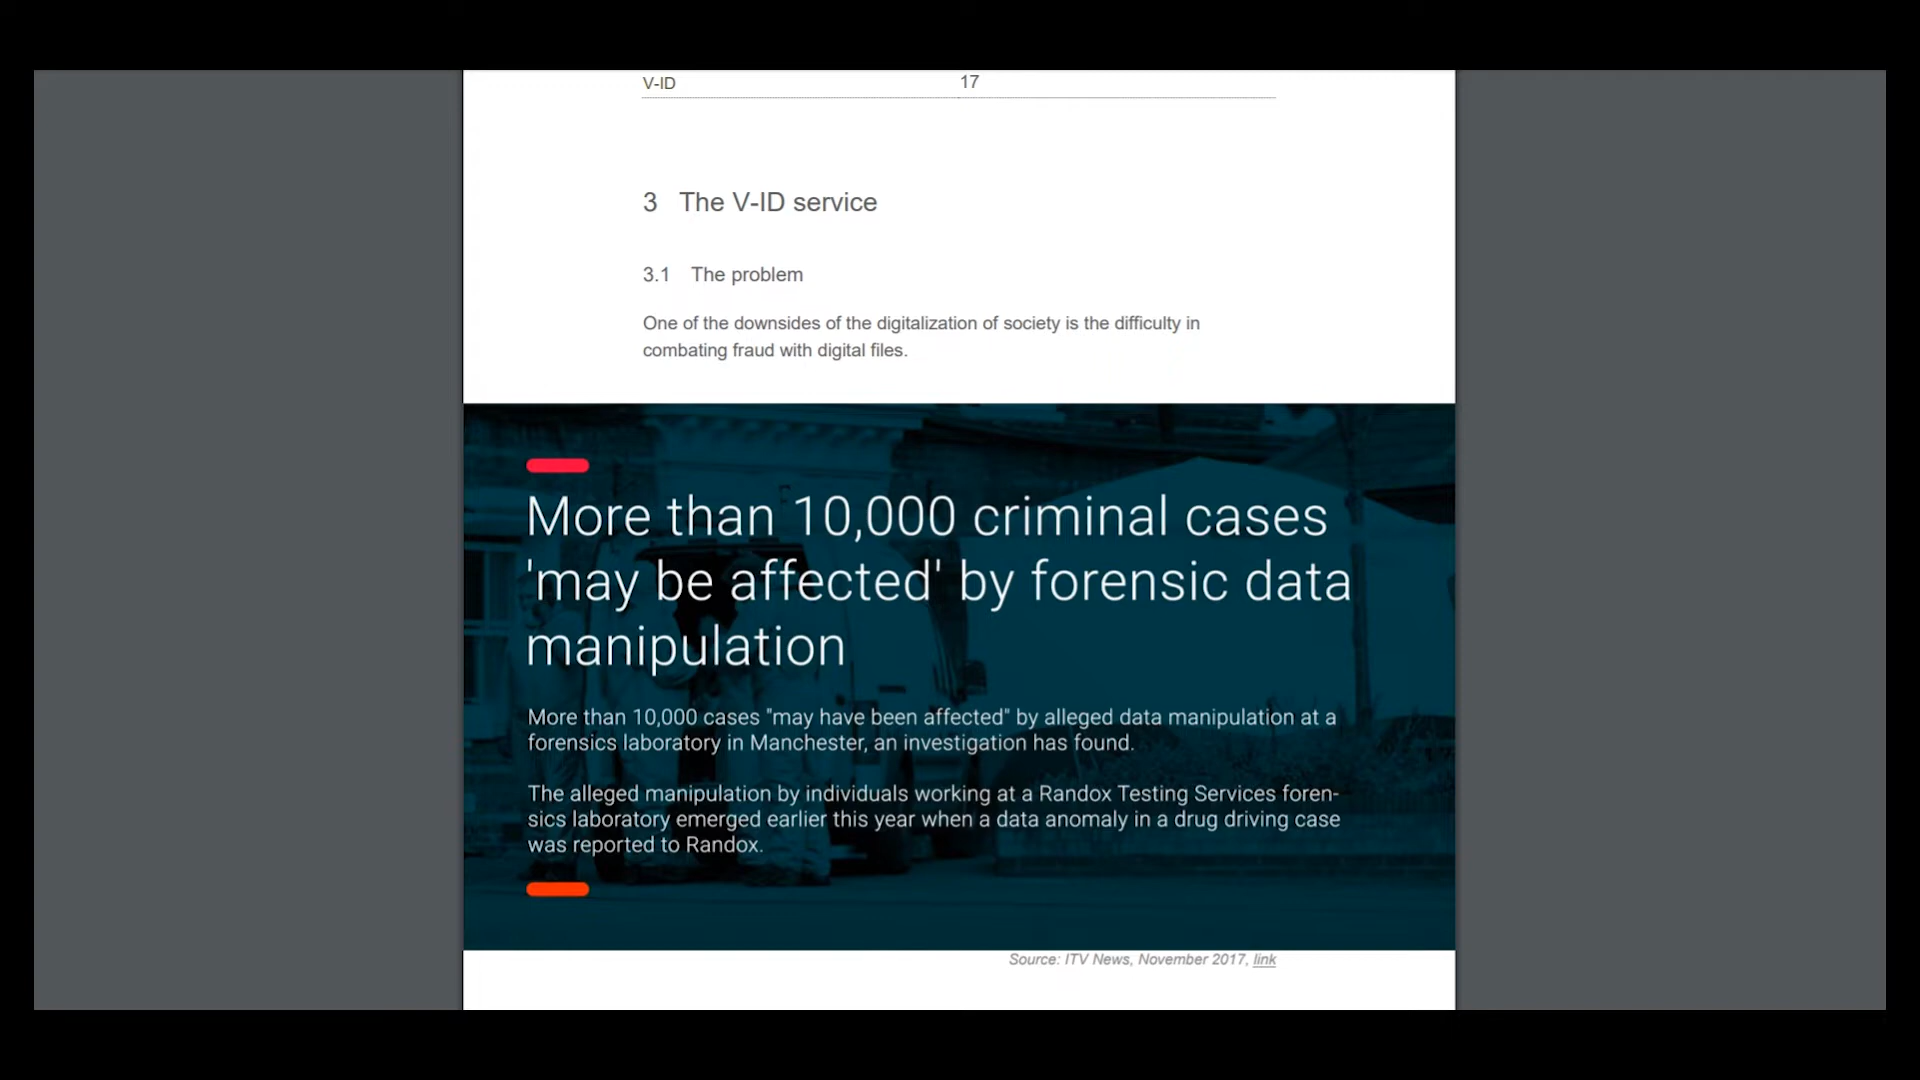 V-ID 17
3 The V-ID service
3.1 The problem
One of the downsides of the digitalization of society is the difficulty in
combating fraud with digital files.
More than 10,000 criminal cases
'may be affected' by forensic data
manipulation
More than 10,000 cases "may have been affected" by alleged data manipulation at a
forensics laboratory in Manchester, an investigation has found.
The alleged manipulation by individuals working at a Randox Testing Services foren-
sics laboratory emerged earlier this year when a data anomaly in a drug driving case
was reported to Randox.
Source: ITV News, November 2017, link